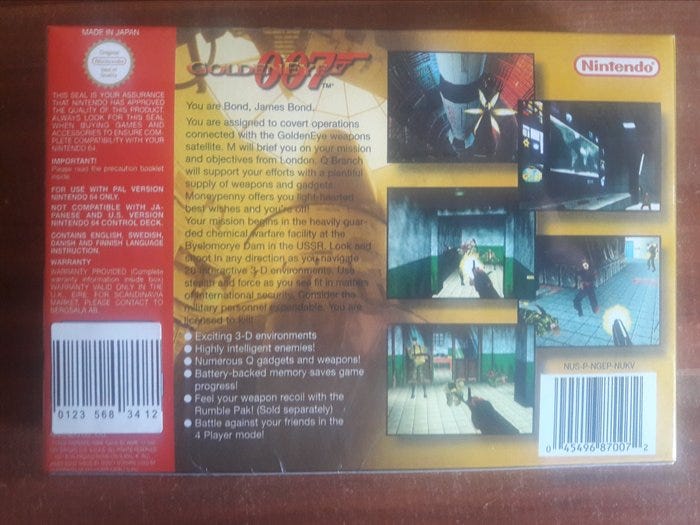 MADE IN JAPAN
Original
Nintendo
Seal of
Quality
THIS SEAL IS YOUR ASSURANCE
THAT NINTENDO HAS APPROVED
THE QUALITY OF THIS PRODUCT.
ALWAYS LOOK FOR THIS SEAL
WHEN BUYING GAMES AND
ACCESSORIES TO ENSURE COM-
PLETE COMPATIBILITY WITH YOUR
NINTENDO 64.
IMPORTANT!
Please read the precaution booklet
inside.
FOR USE WITH PAL VERSION
NINTENDO 64 ONLY.
NOT COMPATIBLE WITH JA-
PANESE AND U.S. VERSION
NINTENDO 64 CONTROL DECK.
CONTAINS ENGLISH, SWEDISH,
DANISH AND FINNISH LANGUAGE
INSTRUCTION.
WARRANTY
WARRANTY PROVIDED (Complete
warranty information inside box)
WARRANTY VALID ONLY IN THE
U.K., EIRE. FOR SCANDINAVIA
MARKET, PLEASE CONTACT TO
BERGSALA AB.
0123 568 34 12
GOLDENEYE 007 TM
You are Bond, James Bond.
You are assigned to covert operations
connected with the GoldenEye weapons
satellite. M will brief you on your mission
and objectives from London. Q Branch
will support your efforts with a plentiful
supply of weapons and gadgets.
Moneypenny offers you light-hearted
best wishes and you're off!
Your mission begins in the heavily guar-
ded chemical warfare facility at the
Byelomorye Dam in the USSR. Look and
shoot in any direction as you navigate
20 interactive 3-D environments. Use
stealth and force as you see fit in matters
of international security. Consider the
military personnel expendable. You are
licensed to kill!
Exciting 3-D environments
Highly intelligent enemies!
Numerous Q gadgets and weapons!
Battery-backed memory saves game
progress!
Feel your weapon recoil with the
Rumble Pak! (Sold separately)
Battle against your friends in the
4 Player mode!
Nintendo
NUS-P-NGEP-NUKV
0 45496 87007 2